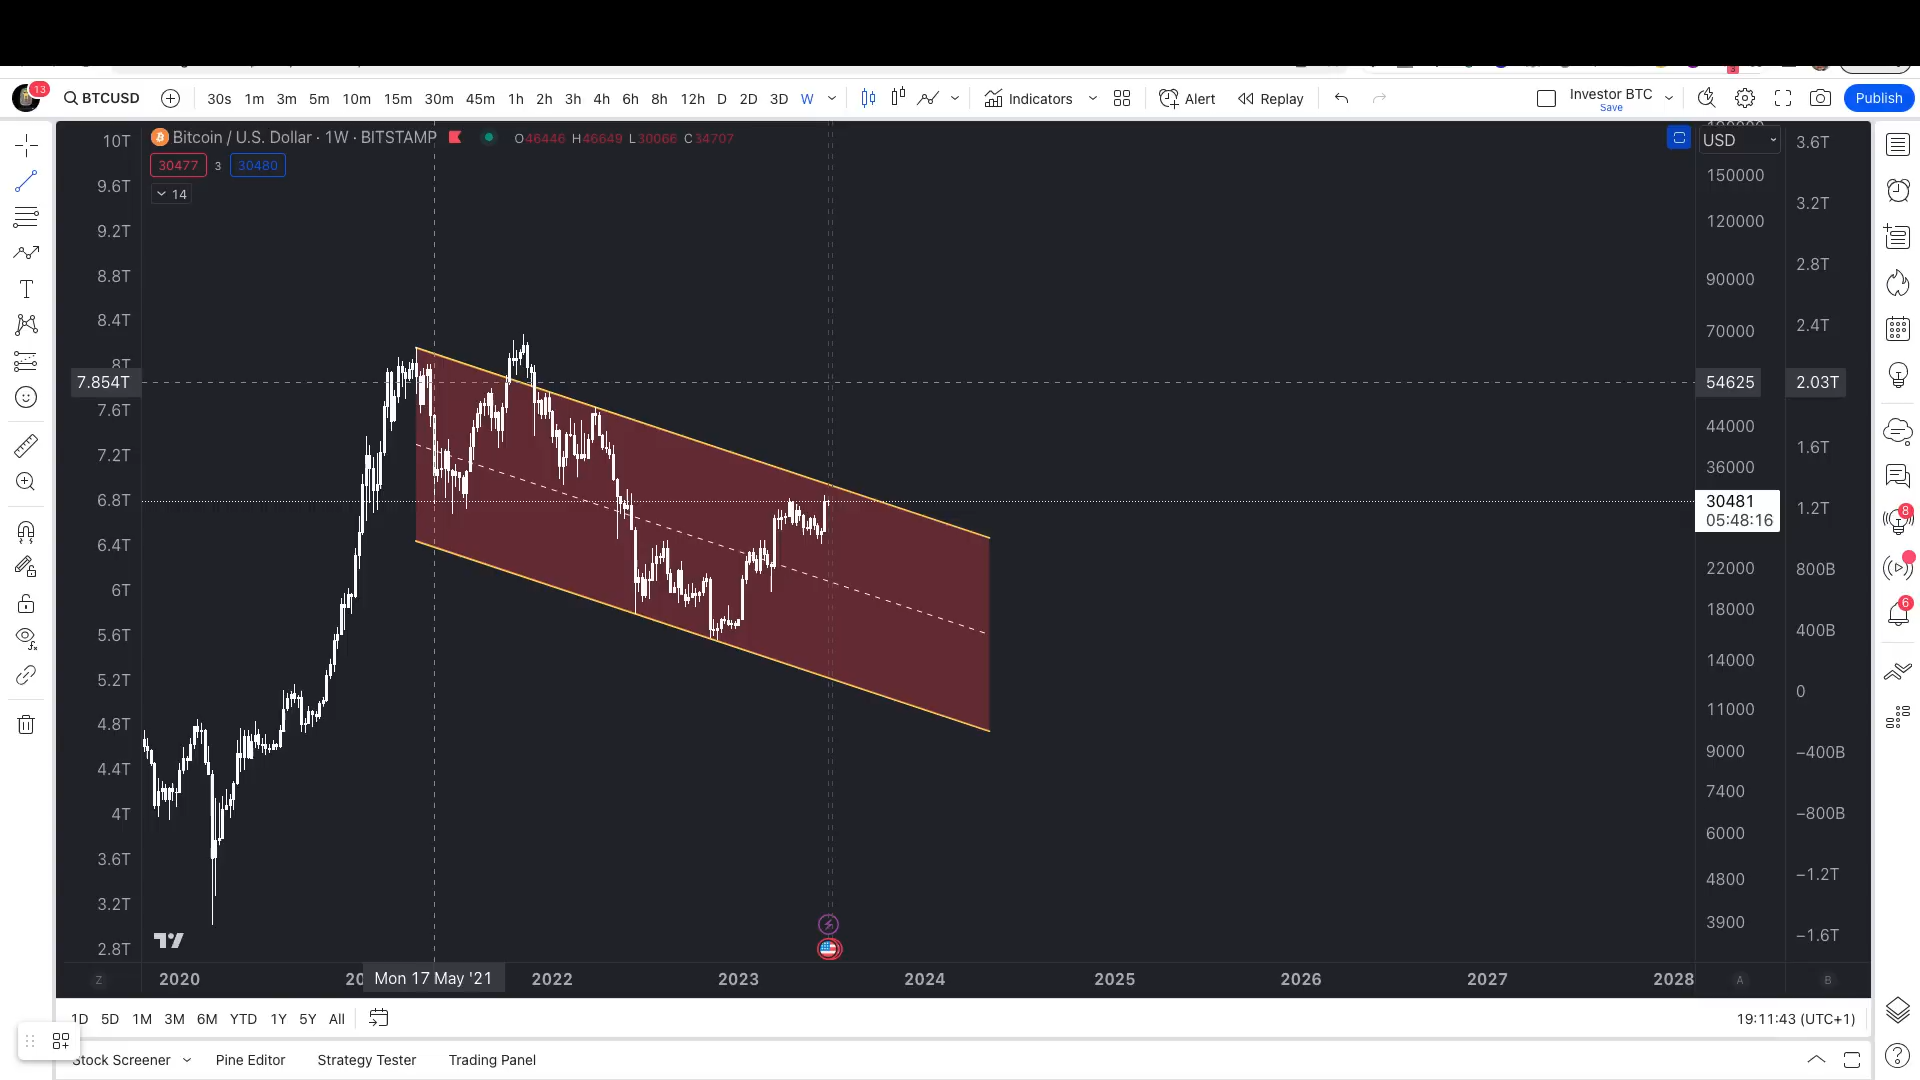 13
BTCUSD
30s 1m 3m 5m 10m 15m 30m 45m 1h 2h 3h 4h 6h 8h 12h D 2D 3D W
Indicators
Alert
Replay
Investor BTC
Save
Publish
Bitcoin / U.S. Dollar · 1W · BITSTAMP
O46446 H46649 L30066 C34707
30477 3 30480
14
USD
10T
9.6T
9.2T
8.8T
8.4T
8T
7.854T
7.6T
7.2T
6.8T
6.4T
6T
5.6T
5.2T
4.8T
4.4T
4T
3.6T
3.2T
2.8T
150000
120000
90000
70000
54625
44000
36000
30481
05:48:16
22000
18000
14000
11000
9000
7400
6000
4800
3900
3.6T
3.2T
2.8T
2.4T
2.03T
1.6T
1.2T
800B
400B
0
−400B
−800B
−1.2T
−1.6T
8
6
Z 2020 20 Mon 17 May '21 2022 2023 2024 2025 2026 2027 2028 A B
1D 5D 1M 3M 6M YTD 1Y 5Y All
19:11:43 (UTC+1)
Stock Screener Pine Editor Strategy Tester Trading Panel